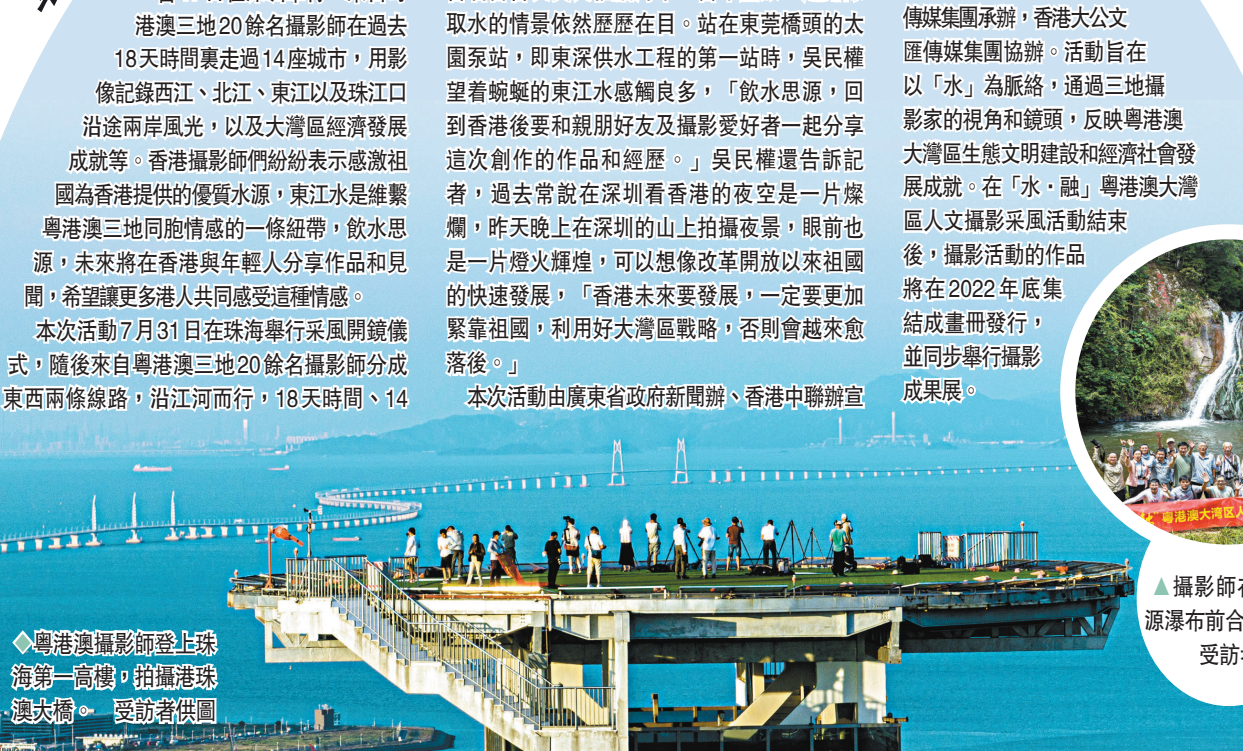 港澳三地20餘名攝影師在過去
18天時間裏走過14座城市，用影
像記錄西江、北江、東江以及珠江口
沿途兩岸風光，以及大灣區經濟發展
成就等。香港攝影師們紛紛表示感激祖
國為香港提供的優質水源，東江水是維繫
粵港澳三地同胞情感的一條紐帶，飲水思
源，未來將在香港與年輕人分享作品和見
聞，希望讓更多港人共同感受這種情感。
本次活動7月31日在珠海舉行采風開鏡儀
式，隨後來自粵港澳三地20餘名攝影師分成
東西兩條線路，沿江河而行，18天時間、14
取水的情景依然歷歷在目。站在東莞橋頭的太
園泵站，即東深供水工程的第一站時，吳民權
望着蜿蜒的東江水感觸良多，「飲水思源，回
到香港後要和親朋好友及攝影愛好者一起分享
這次創作的作品和經歷。」吳民權還告訴記
者，過去常說在深圳看香港的夜空是一片燦
爛，昨天晚上在深圳的山上拍攝夜景，眼前也
是一片燈火輝煌，可以想像改革開放以來祖國
的快速發展，「香港未來要發展，一定要更加
緊靠祖國，利用好大灣區戰略，否則會越來愈
落後。」
本次活動由廣東省政府新聞辦、香港中聯辦宣
傳媒集團承辦，香港大公文
匯傳媒集團協辦。活動旨在
以「水」為脈絡，通過三地攝
影家的視角和鏡頭，反映粵港澳
大灣區生態文明建設和經濟社會發
展成就。在「水·融」粵港澳大灣
區人文攝影采風活動結束
後，攝影活動的作品
將在2022年底集
結成畫冊發行，
並同步舉行攝影
成果展。
粤港澳大湾区人
▲攝影師在
源瀑布前合
受訪
◆粵港澳攝影師登上珠
海第一高樓，拍攝港珠
澳大橋。 受訪者供圖